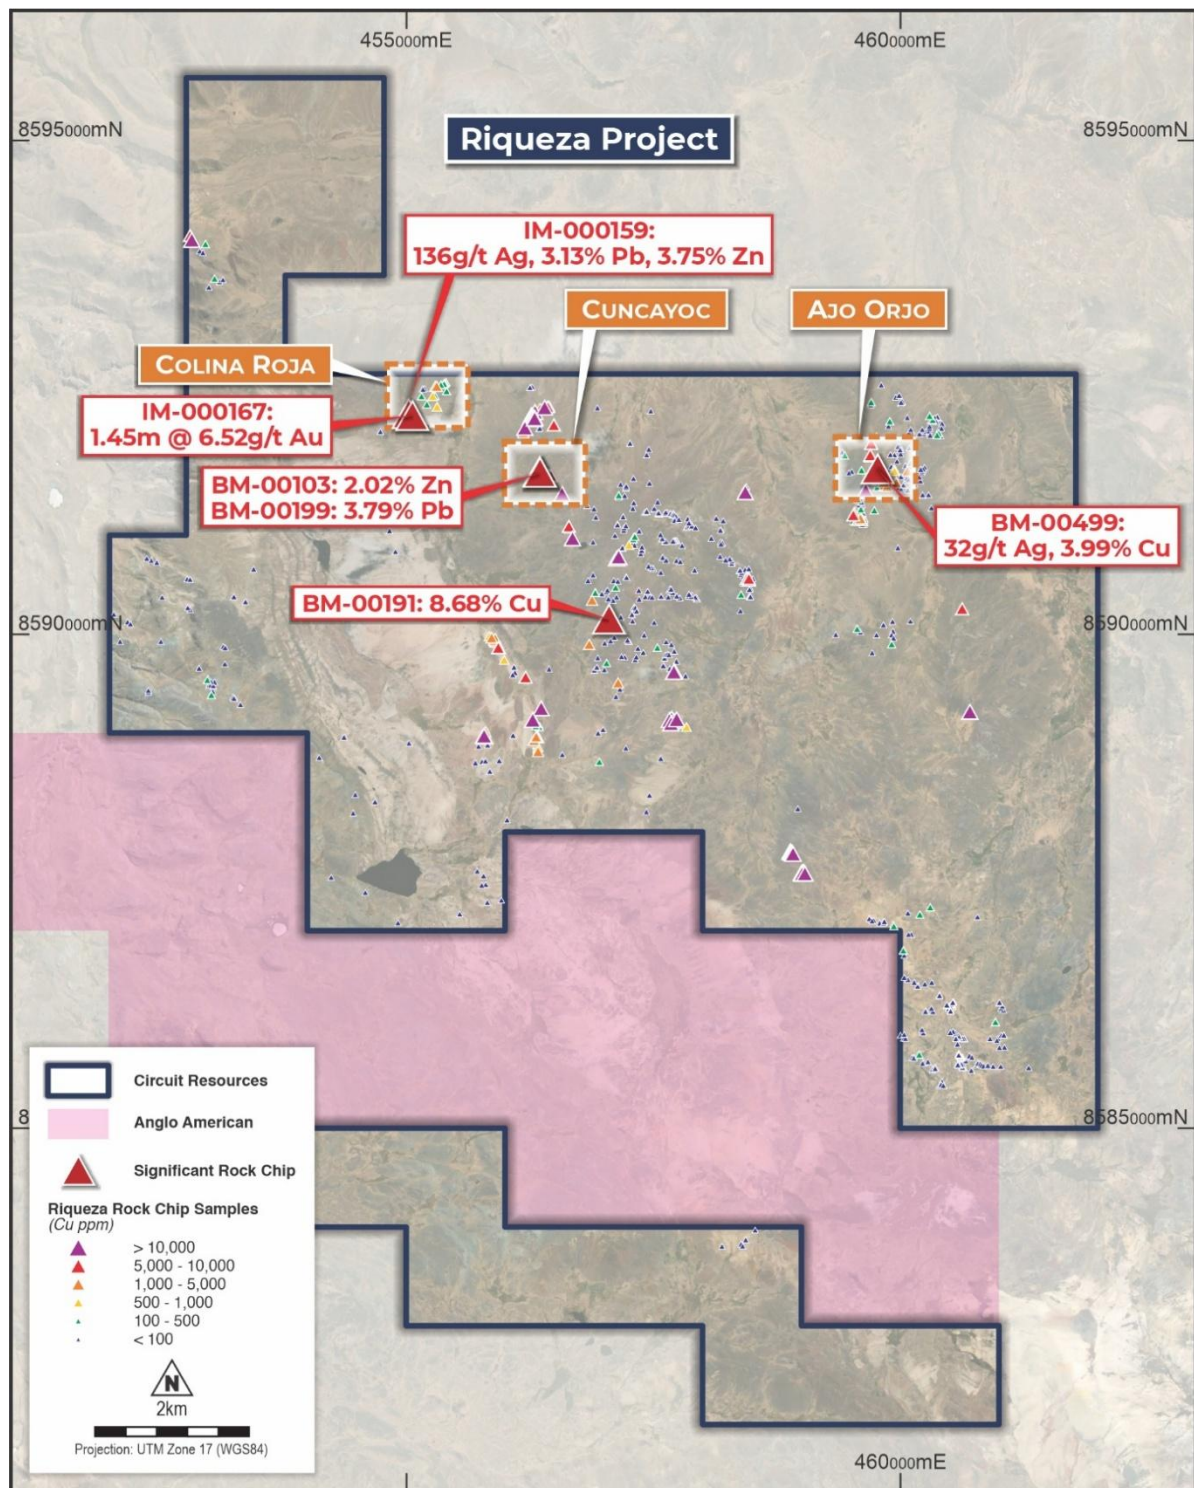 455000mE
460000mE
8595000mN
8595000mN
Riqueza Project
IM-000159:
136g/t Ag, 3.13% Pb, 3.75% Zn
CUNCAYOC
AJO ORJO
COLINA ROJA
IM-000167:
1.45m @ 6.52g/t Au
BM-00103: 2.02% Zn
BM-00199: 3.79% Pb
BM-00499:
32g/t Ag, 3.99% Cu
BM-00191: 8.68% Cu
8590000mN
8590000mN
8
8585000mN
Circuit Resources
Anglo American
Significant Rock Chip
Riqueza Rock Chip Samples
(Cu ppm)
> 10,000
5,000 - 10,000
1,000 - 5,000
500 - 1,000
100 - 500
< 100
N
2km
Projection: UTM Zone 17 (WGS84)
460000mE